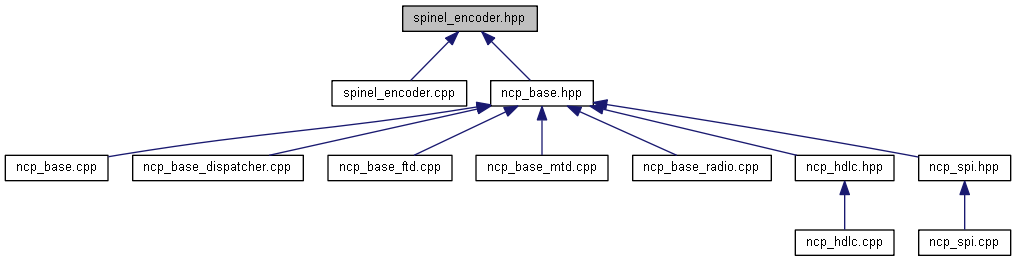 spinel_encoder.hpp
spinel_encoder.cpp
ncp_base.hpp
ncp_base.cpp
ncp_base_dispatcher.cpp
ncp_base_ftd.cpp
ncp_base_mtd.cpp
ncp_base_radio.cpp
ncp_hdlc.hpp
ncp_spi.hpp
ncp_hdlc.cpp
ncp_spi.cpp